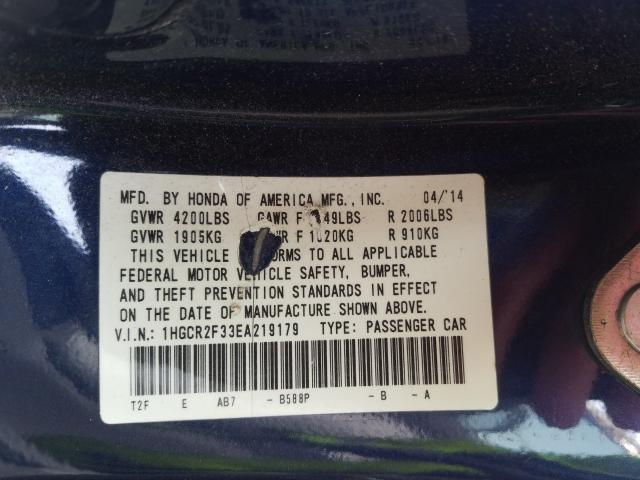 MFD. BY HONDA OF AMERICA MFG., INC. 04/'14
GVWR 4200LBS GAWR F 49LBS R 2006LBS
GVWR 1905KG F 1020KG R 910KG
THIS VEHICLE TO ALL APPLICABLE
FEDERAL MOTOR VEHICLE SAFETY, BUMPER,
AND THEFT PREVENTION STANDARDS IN EFFECT
ON THE DATE OF MANUFACTURE SHOWN ABOVE.
V.I.N.: 1HGCR2F33EA219179 TYPE: PASSENGER CAR
T2F E AB7 - B588P - B - A